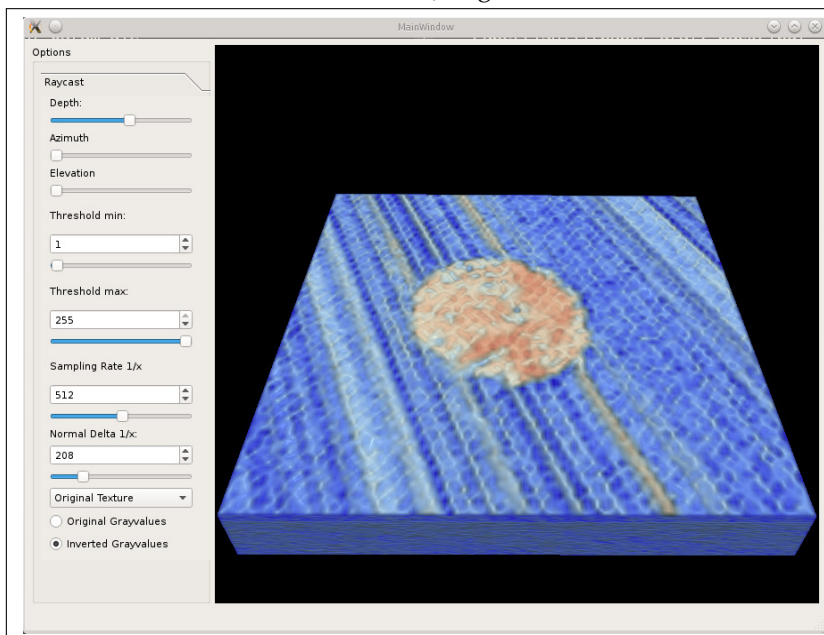 MainWindow
Options
Raycast
Depth:
Azimuth
Elevation
Threshold min:
1
Threshold max:
255
Sampling Rate 1/x
512
Normal Delta 1/x:
208
Original Texture
Original Grayvalues
Inverted Grayvalues